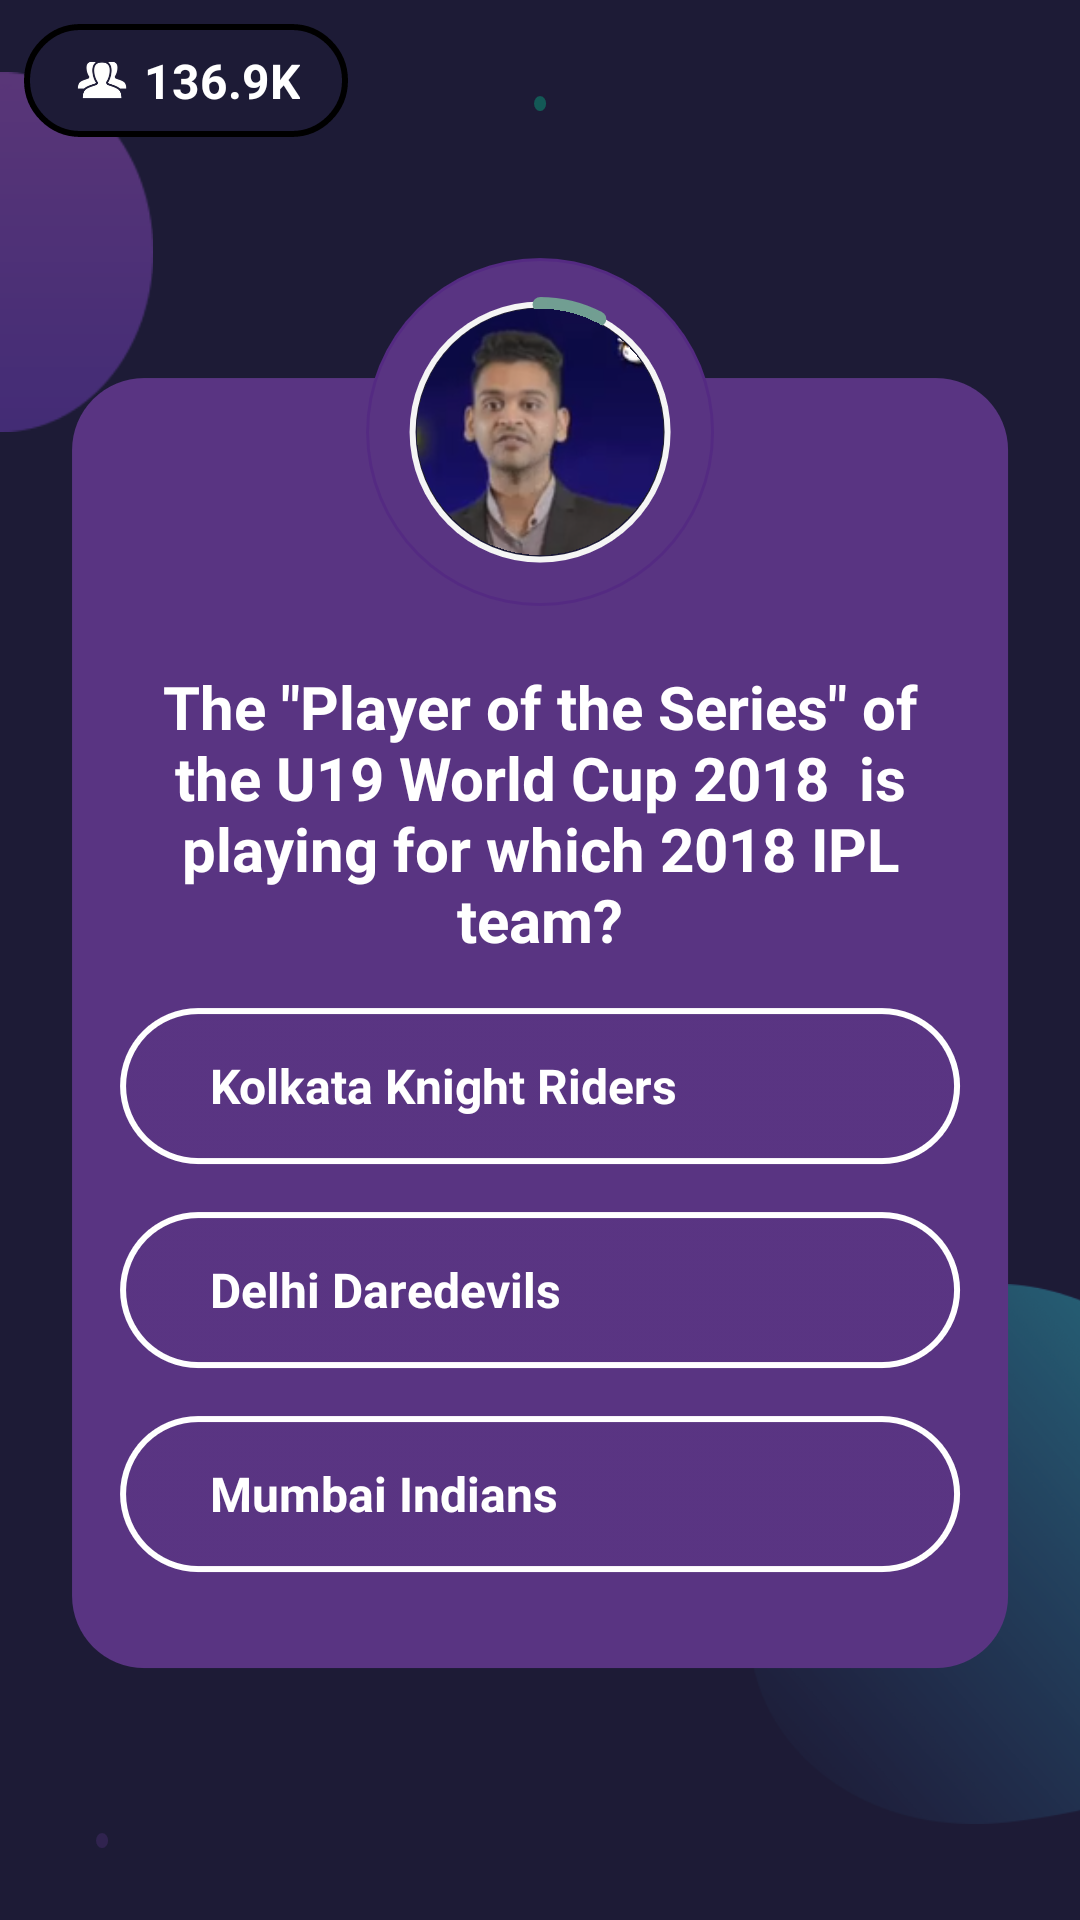 136.9K
The "Player of the Series" of
the U19 World Cup 2018  is
playing for which 2018 IPL
team?
Kolkata Knight Riders
Delhi Daredevils
Mumbai Indians